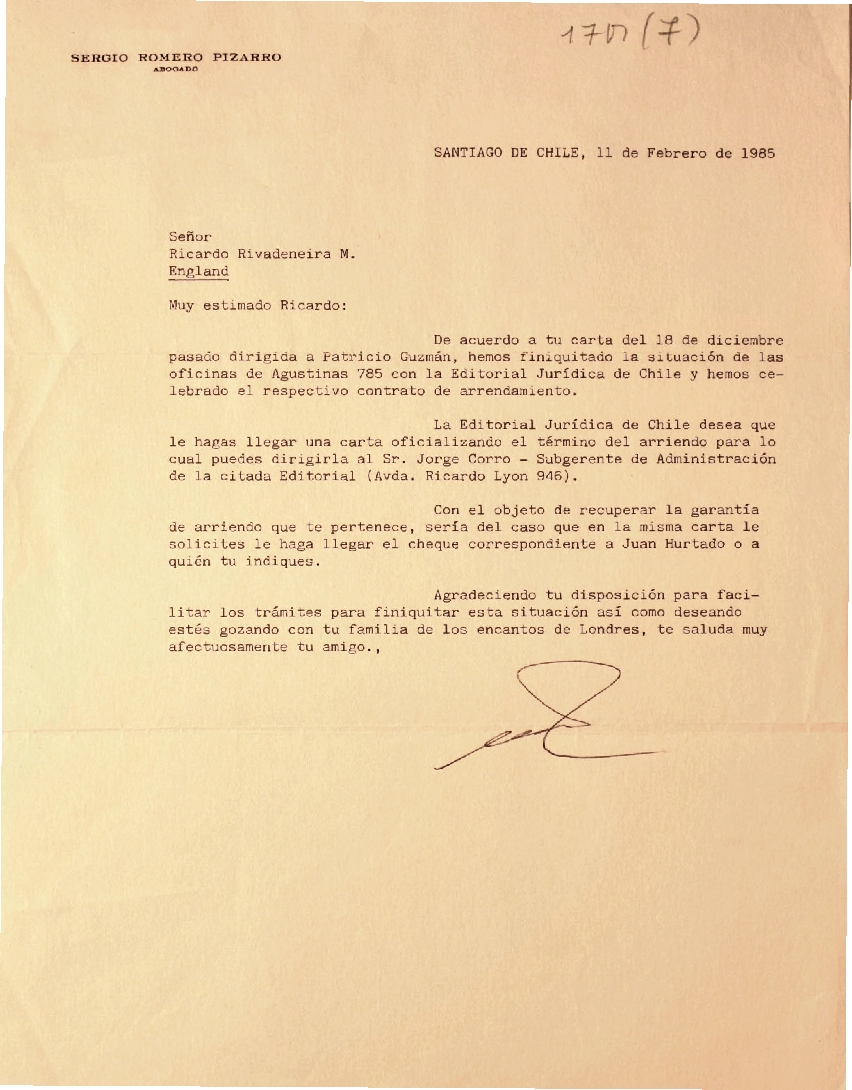 (7)
SERGIO ROMERO PIZARRO
ABOGADO
SANTIAGO DE CHILE, 11 de Febrero de 1985
Señor
Ricardo Rivadeneira M.
England
Muy estimado Ricardo:
De acuerdo a tu carta del 18 de diciembre
pasado dirigida a Patricio Guzmán, hemos finiquitado la situación de las
oficinas de Agustinas 785 con la Editorial Jurídica de Chile y hemos ce-
lebrado el respectivo contrato de arrendamiento.
La Editorial Jurídica de Chile desea que
le hagas llegar una carta oficializando el término del arriendo para lo
cual puedes dirigirla al Sr. Jorge Corro - Subgerente de Administración
de la citada Editorial (Avda. Ricardo Lyon 946).
Con el objeto de recuperar la garantía
de arriendo que te pertenece, sería del caso que en la misma carta le
solicites le haga llegar el cheque correspondiente a Juan Hurtado o a
quién tu indiques.
Agradeciendo tu disposición para faci-
litar los trámites para finiquitar esta situación así como deseando
estés gozando con tu familia de los encantos de Londres, te saluda muy
afectuosamente tu amigo.,